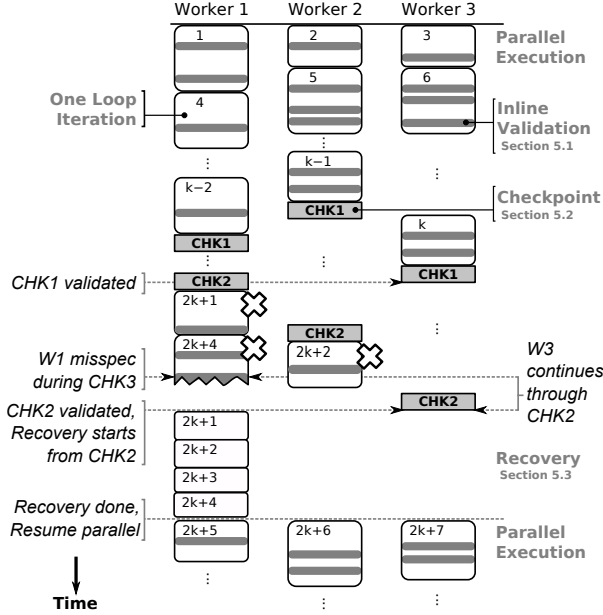 Worker 1 Worker 2 Worker 3
1 2 3
Parallel
Execution
5 6
One Loop
Iteration
4
Inline
Validation
Section 5.1
k−1
k−2
CHK1
Checkpoint
Section 5.2
k
CHK1
CHK1
CHK1 validated
CHK2
2k+1
CHK2
2k+4
2k+2
W1 misspec
during CHK3
W3
continues
through
CHK2
CHK2
CHK2 validated,
Recovery starts
from CHK2
2k+1
2k+2
2k+3
2k+4
Recovery
Section 5.3
Recovery done,
Resume parallel
2k+5 2k+6 2k+7
Parallel
Execution
Time